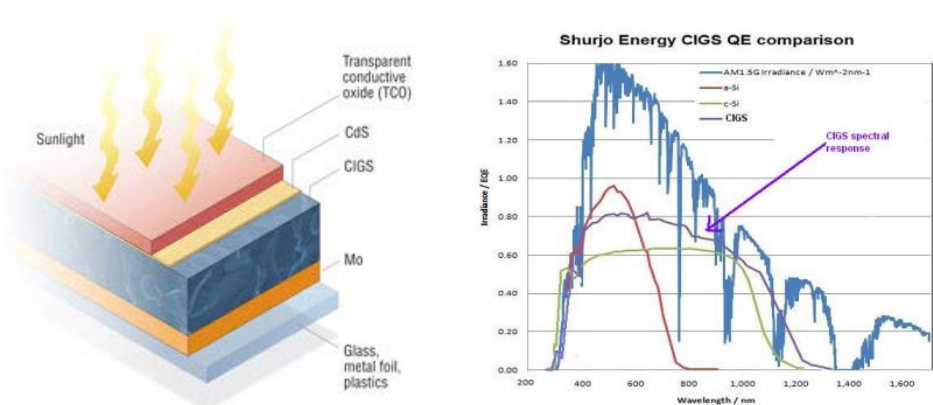 Sunlight
Transparent
conductive
oxide (TCO)
CdS
CIGS
Mo
Glass,
metal foil,
plastics
Shurjo Energy CIGS QE comparison
AM1.5G Irradiance / Wm^-2nm-1
a-Si
c-Si
CIGS
CIGS spectral
response
Irradiance / EQE
1.60
1.40
1.20
1.00
0.80
0.60
0.40
0.20
0.00
200
400
600
800
1,000
1,200
1,400
1,600
Wavelength / nm